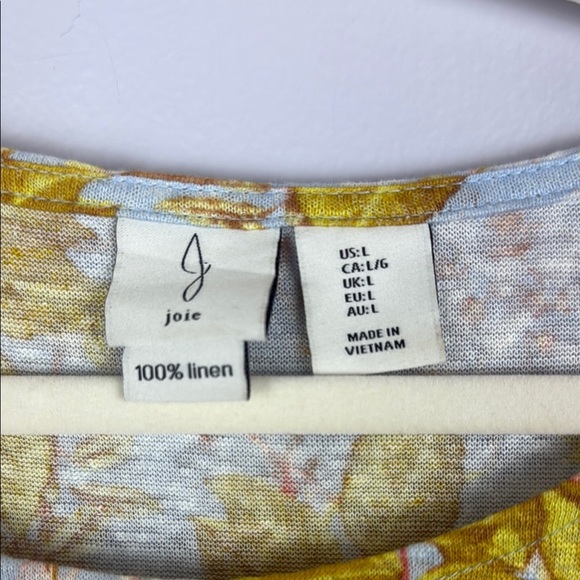 J
joie
100% linen
US: L
CA: L/G
UK: L
EU: L
AU: L
MADE IN
VIETNAM